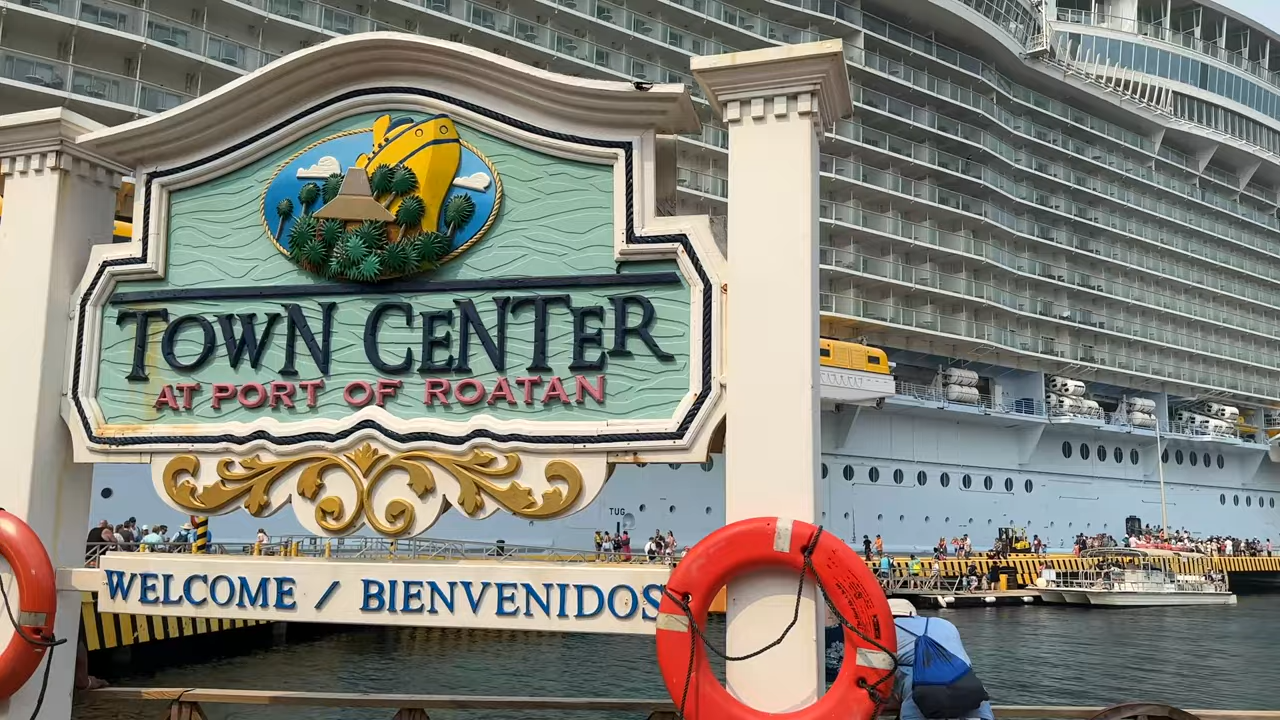 TOWN CENTER
AT PORT OF ROATAN
TUG
WELCOME / BIENVENIDOS